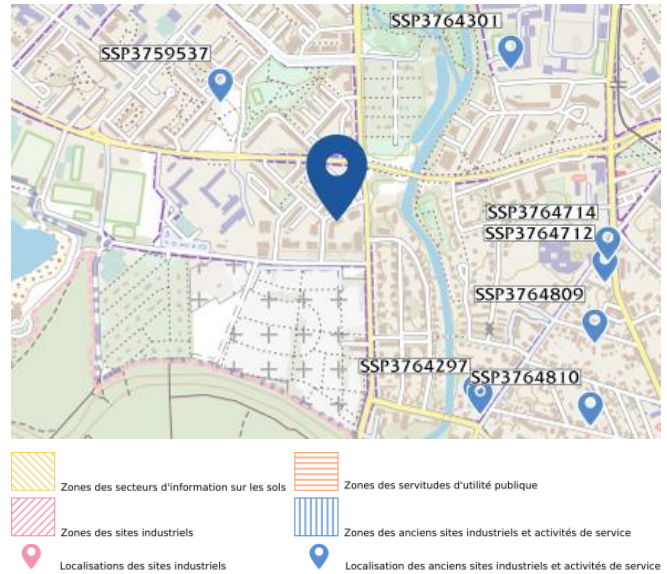 SSP3764301
SSP3759537
SSP3764714
SSP3764712
SSP3764809
SSP3764297
SSP3764810
Zones des secteurs d'information sur les sols
Zones des servitudes d'utilité publique
Zones des sites industriels
Zones des anciens sites industriels et activités de service
Localisations des sites industriels
Localisation des anciens sites industriels et activités de service